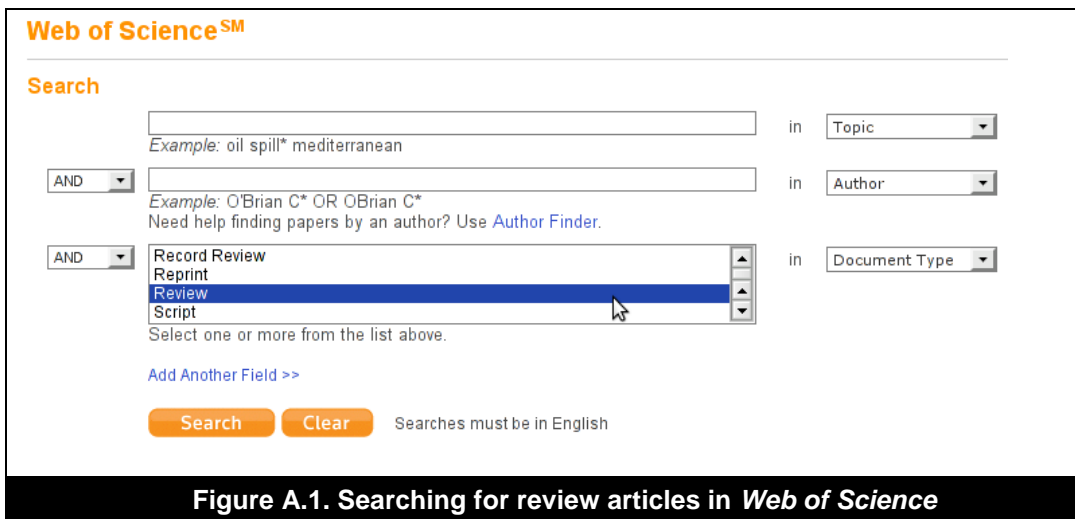 Web of Science℠
Search
in Topic
Example: oil spill* mediterranean
AND in Author
Example: O'Brian C* OR OBrian C*
Need help finding papers by an author? Use Author Finder.
AND Record Review in Document Type
Reprint
Review
Script
Select one or more from the list above.
Add Another Field >>
Search Clear Searches must be in English
Figure A.1. Searching for review articles in Web of Science